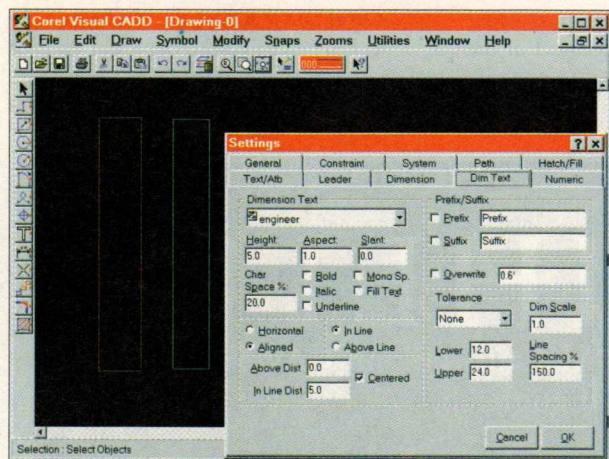 Corel Visual CADD - [Drawing-0]
File Edit Draw Symbol Modify Snaps Zooms Utilities Window Help
000
Settings
General Constraint System Path Hatch/Fill
Text/Atb Leader Dimension Dim Text Numeric
Dimension Text
engineer
Height: Aspect: Slant:
5.0 1.0 0.0
Char Space %: 20.0
Bold Mono Sp.
Italic Fill Text
Underline
Horizontal In Line
Aligned Above Line
Above Dist 0.0
In Line Dist 5.0
Centered
Prefix/Suffix
Prefix Prefix
Suffix Suffix
Overwrite 0.6'
Tolerance
None
Dim Scale
1.0
Lower 12.0
Upper 24.0
Line
Spacing %
150.0
Cancel OK
Selection : Select Objects